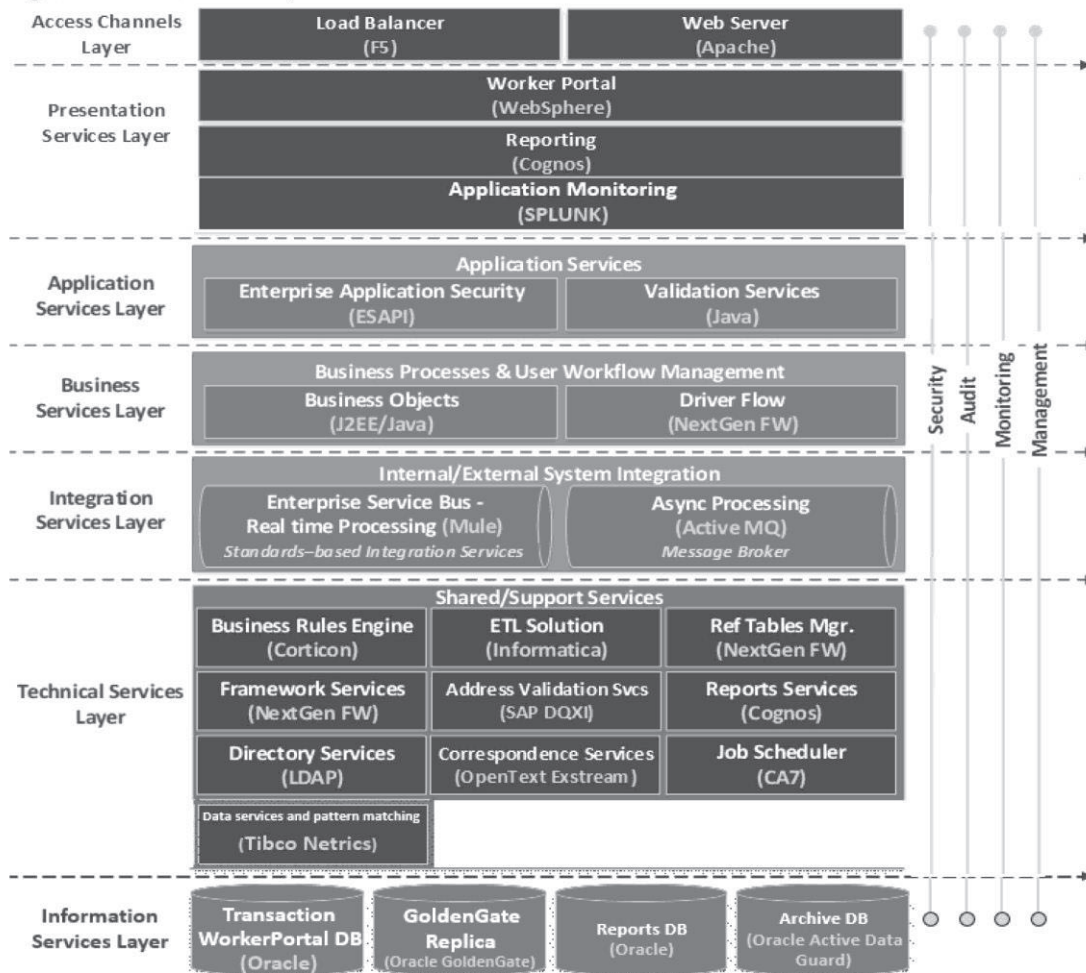 Access Channels
Layer
Load Balancer
(F5)
Web Server
(Apache)
Presentation
Services Layer
Worker Portal
(WebSphere)
Reporting
(Cognos)
Application Monitoring
(SPLUNK)
Application
Services Layer
Application Services
Enterprise Application Security
(ESAPI)
Validation Services
(Java)
Business
Services Layer
Business Processes & User Workflow Management
Business Objects
(J2EE/Java)
Driver Flow
(NextGen FW)
Integration
Services Layer
Internal/External System Integration
Enterprise Service Bus -
Real time Processing (Mule)
Standards–based Integration Services
Async Processing
(Active MQ)
Message Broker
Technical Services
Layer
Shared/Support Services
Business Rules Engine
(Corticon)
ETL Solution
(Informatica)
Ref Tables Mgr.
(NextGen FW)
Framework Services
(NextGen FW)
Address Validation Svcs
(SAP DQXI)
Reports Services
(Cognos)
Directory Services
(LDAP)
Correspondence Services
(OpenText Exstream)
Job Scheduler
(CA7)
Data services and pattern matching
(Tibco Netrics)
Information
Services Layer
Transaction
WorkerPortal DB
(Oracle)
GoldenGate
Replica
(Oracle GoldenGate)
Reports DB
(Oracle)
Archive DB
(Oracle Active Data
Guard)
Security
Audit
Monitoring
Management